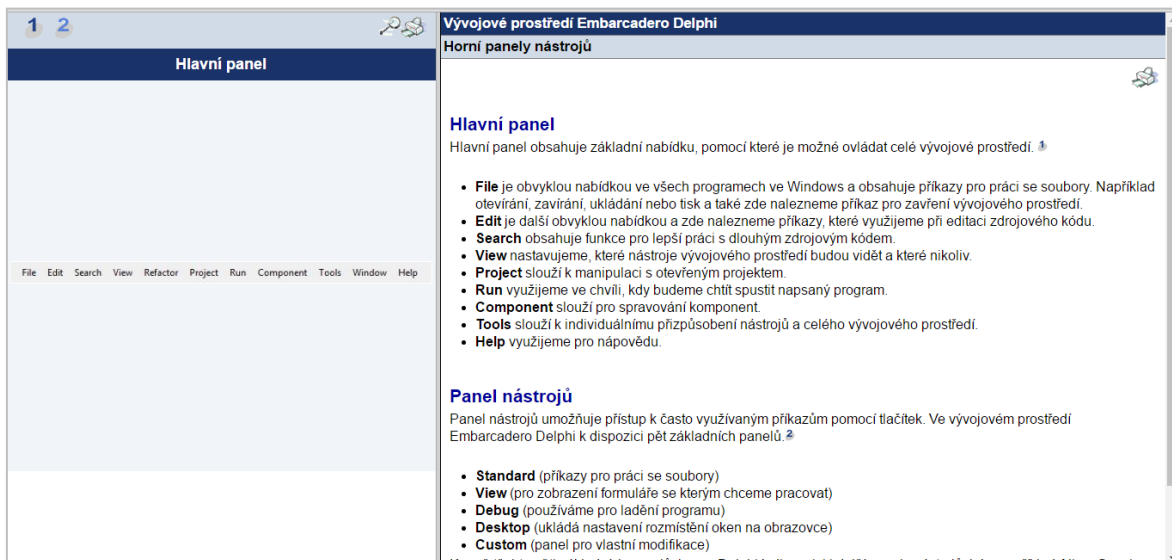 1 2
Hlavní panel
File Edit Search View Refactor Project Run Component Tools Window Help
Vývojové prostředí Embarcadero Delphi
Horní panely nástrojů
Hlavní panel
Hlavní panel obsahuje základní nabídku, pomocí které je možné ovládat celé vývojové prostředí. 1
• File je obvyklou nabídkou ve všech programech ve Windows a obsahuje příkazy pro práci se soubory. Například
otevírání, zavírání, ukládání nebo tisk a také zde nalezneme příkaz pro zavření vývojového prostředí.
• Edit je další obvyklou nabídkou a zde nalezneme příkazy, které využijeme při editaci zdrojového kódu.
• Search obsahuje funkce pro lepší práci s dlouhým zdrojovým kódem.
• View nastavujeme, které nástroje vývojového prostředí budou vidět a které nikoliv.
• Project slouží k manipulaci s otevřeným projektem.
• Run využijeme ve chvíli, kdy budeme chtít spustit napsaný program.
• Component slouží pro spravování komponent.
• Tools slouží k individuálnímu přizpůsobení nástrojů a celého vývojového prostředí.
• Help využijeme pro nápovědu.
Panel nástrojů
Panel nástrojů umožňuje přístup k často využívaným příkazům pomocí tlačítek. Ve vývojovém prostředí
Embarcadero Delphi k dispozici pět základních panelů. 2
• Standard (příkazy pro práci se soubory)
• View (pro zobrazení formuláře se kterým chceme pracovat)
• Debug (používáme pro ladění programu)
• Desktop (ukládá nastavení rozmístění oken na obrazovce)
• Custom (panel pro vlastní modifikace)